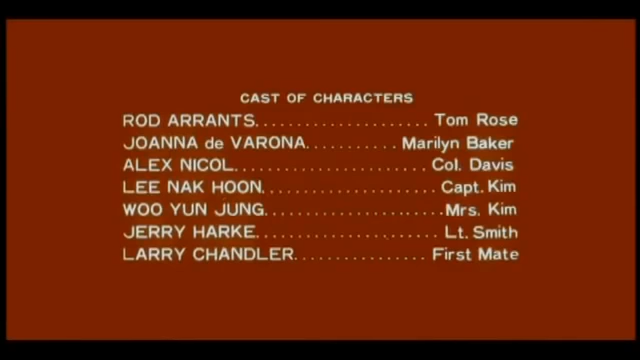 CAST OF CHARACTERS
ROD ARRANTS..................... Tom Rose
JOANNA de VARONA........... Marilyn Baker
ALEX NICOL....................... Col. Davis
LEE NAK HOON..................... Capt. Kim
WOO YUN JUNG.....................Mrs. Kim
JERRY HARKE...................... Lt. Smith
LARRY CHANDLER............... First Mate